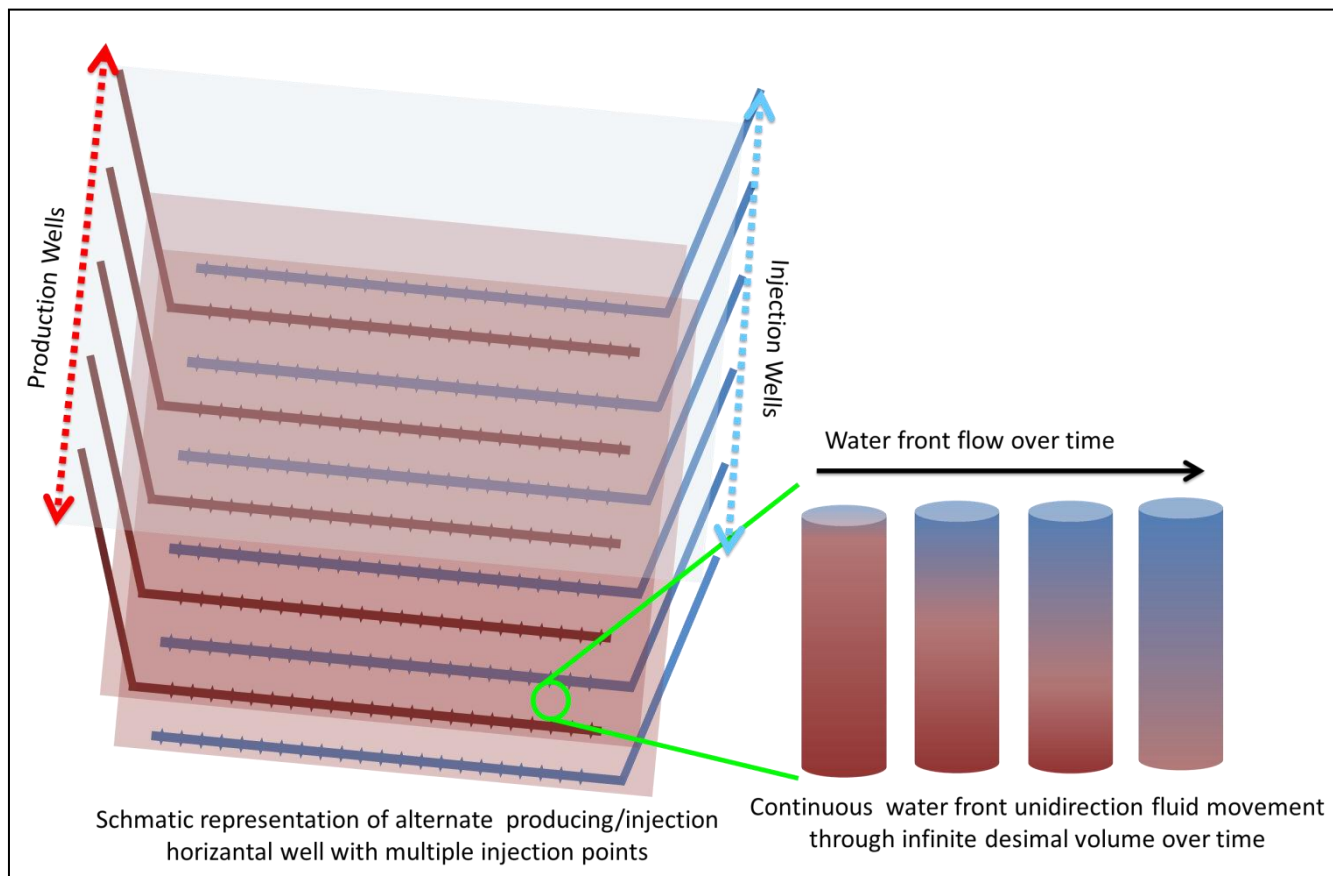 Production Wells
Injection Wells
Water front flow over time
Schmatic representation of alternate producing/injection
horizantal well with multiple injection points
Continuous water front unidirection fluid movement
through infinite desimal volume over time